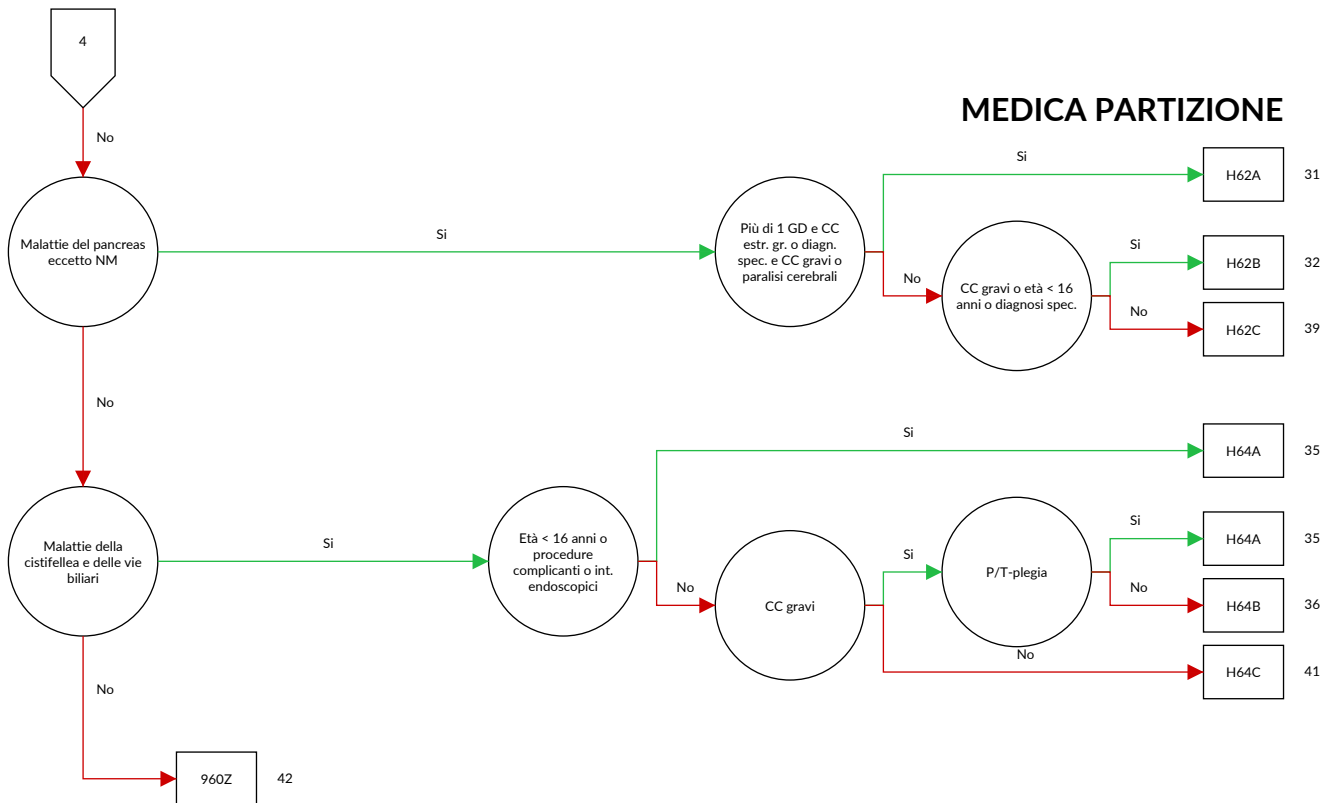 4
MEDICA PARTIZIONE
No
Si
H62A
31
Malattie del pancreas
eccetto NM
Si
Più di 1 GD e CC
estr. gr. o diagn.
spec. e CC gravi o
paralisi cerebrali
No
CC gravi o età < 16
anni o diagnosi spec.
Si
H62B
32
No
H62C
39
No
Si
H64A
35
Malattie della
cistifellea e delle vie
biliari
Si
Età < 16 anni o
procedure
complicanti o int.
endoscopici
No
CC gravi
Si
P/T-plegia
Si
H64A
35
No
H64B
36
No
H64C
41
No
960Z
42